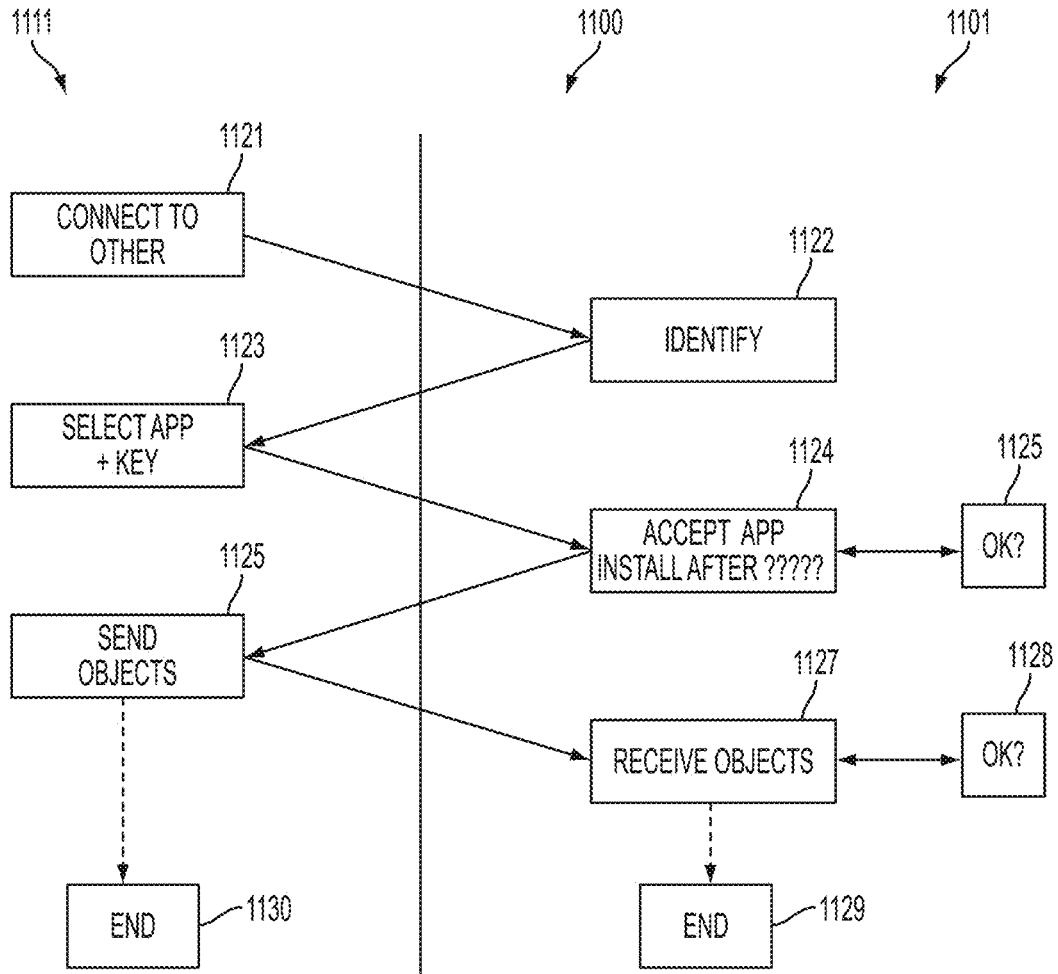 1111
1100
1101
1121
CONNECT TO
OTHER
1122
IDENTIFY
1123
SELECT APP
+ KEY
1124
ACCEPT APP
INSTALL AFTER ?????
1125
OK?
1125
SEND
OBJECTS
1127
RECEIVE OBJECTS
1128
OK?
END
1130
END
1129